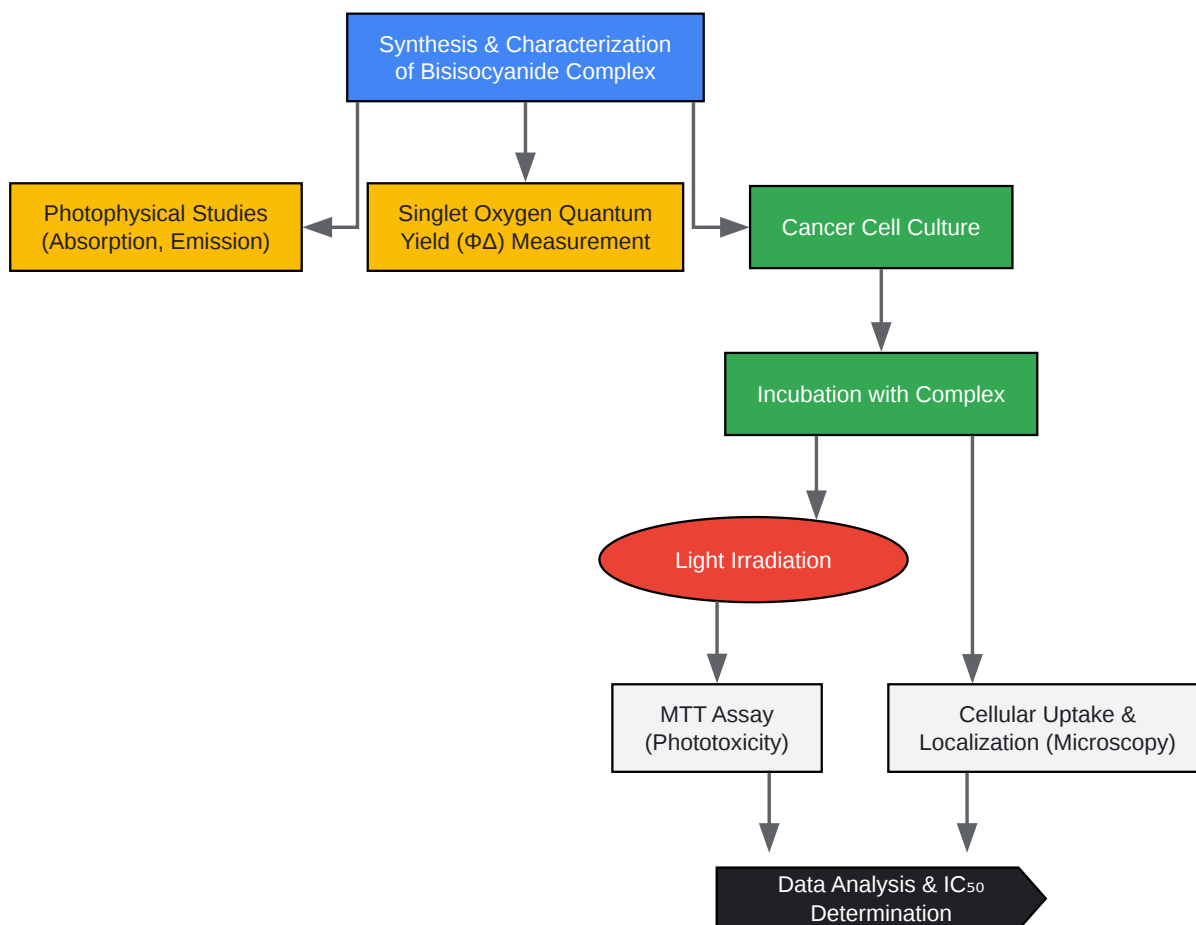 Synthesis & Characterization
of Bisisocyanide Complex
Photophysical Studies
(Absorption, Emission)
Singlet Oxygen Quantum
Yield (ΦΔ) Measurement
Cancer Cell Culture
Incubation with Complex
Light Irradiation
MTT Assay
(Phototoxicity)
Cellular Uptake &
Localization (Microscopy)
Data Analysis & IC₅₀
Determination